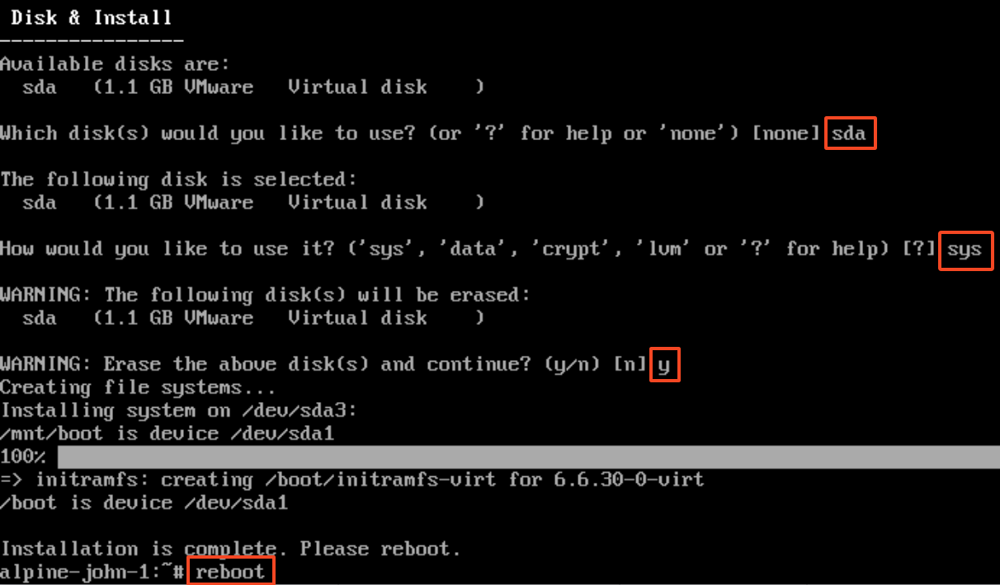 Disk & Install
----------------
Available disks are:
  sda   (1.1 GB VMware   Virtual disk    )
Which disk(s) would you like to use? (or '?' for help or 'none') [none] sda
The following disk is selected:
  sda   (1.1 GB VMware   Virtual disk    )
How would you like to use it? ('sys', 'data', 'crypt', 'lvm' or '?' for help) [?] sys
WARNING: The following disk(s) will be erased:
  sda   (1.1 GB VMware   Virtual disk    )
WARNING: Erase the above disk(s) and continue? (y/n) [n] y
Creating file systems...
Installing system on /dev/sda3:
/mnt/boot is device /dev/sda1
100%
=> initramfs: creating /boot/initramfs-virt for 6.6.30-0-virt
/boot is device /dev/sda1
Installation is complete. Please reboot.
alpine-john-1:~# reboot